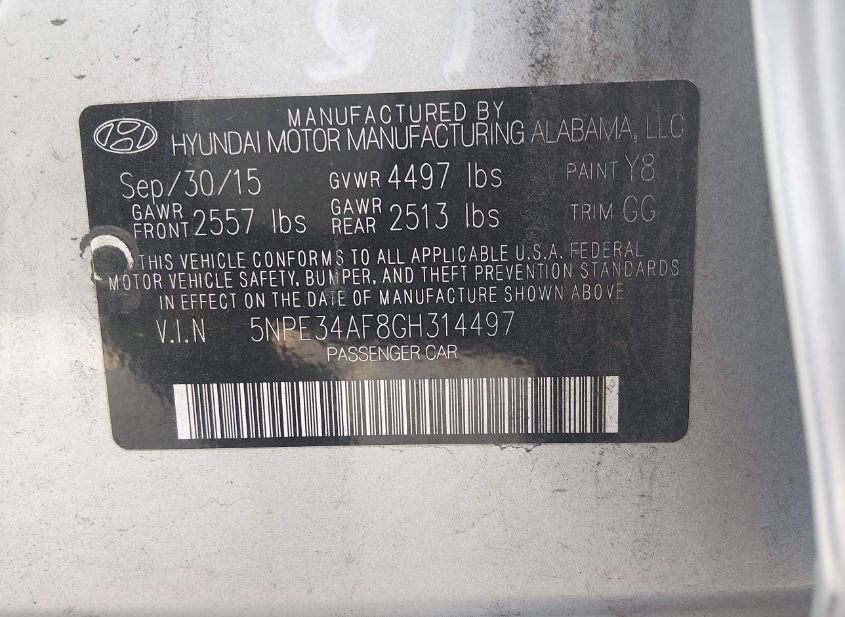 MANUFACTURED BY
HYUNDAI MOTOR MANUFACTURING ALABAMA, LLC
Sep/30/15 GVWR 4497 lbs PAINT Y8
GAWR FRONT 2557 lbs GAWR REAR 2513 lbs TRIM GG
THIS VEHICLE CONFORMS TO ALL APPLICABLE U.S.A. FEDERAL
MOTOR VEHICLE SAFETY, BUMPER, AND THEFT PREVENTION STANDARDS
IN EFFECT ON THE DATE OF MANUFACTURE SHOWN ABOVE
V.I.N 5NPE34AF8GH314497
PASSENGER CAR